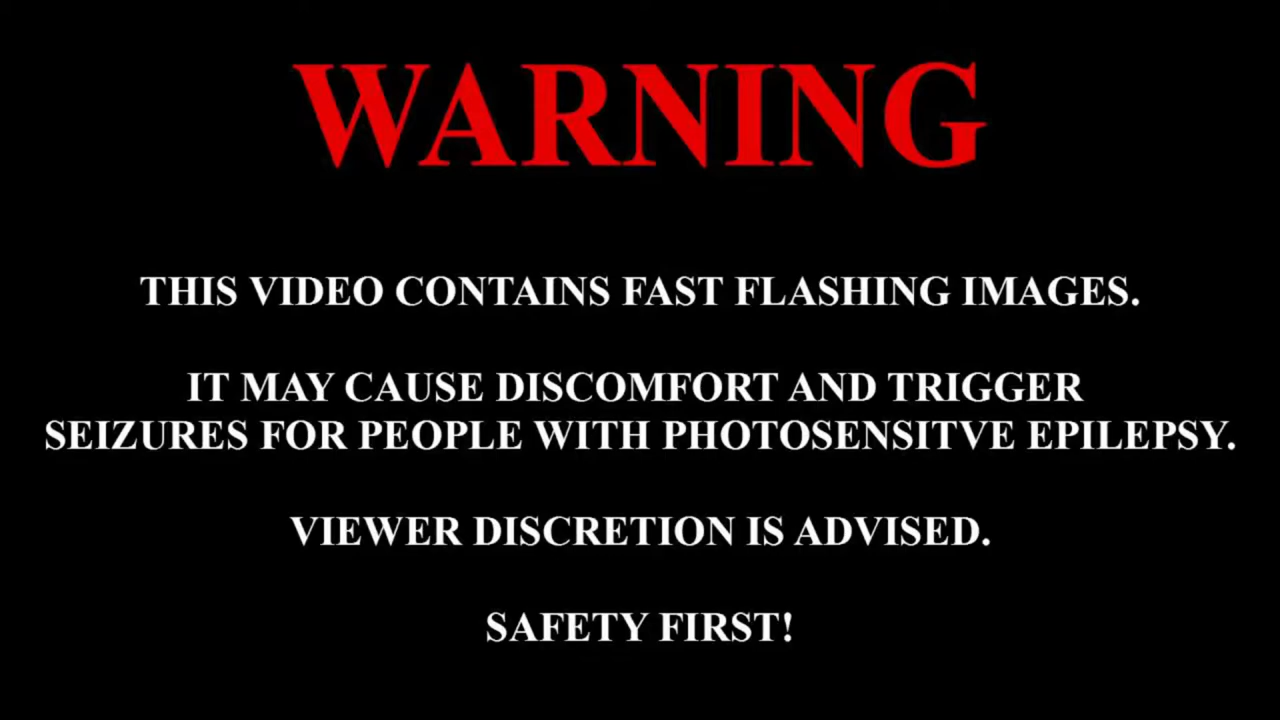 WARNING
THIS VIDEO CONTAINS FAST FLASHING IMAGES.
IT MAY CAUSE DISCOMFORT AND TRIGGER
SEIZURES FOR PEOPLE WITH PHOTOSENSITVE EPILEPSY.
VIEWER DISCRETION IS ADVISED.
SAFETY FIRST!